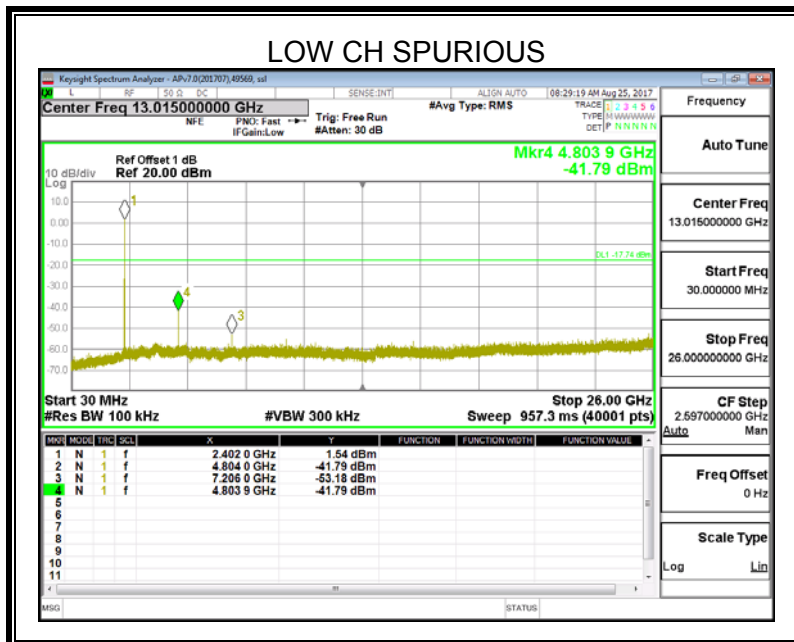 LOW CH SPURIOUS
Keysight Spectrum Analyzer - APv7.0(201707),49569, ssl
L RF 50 Ω DC SENSE:INT ALIGN AUTO 08:29:19 AM Aug 25, 2017
Center Freq 13.015000000 GHz
NFE
PNO: Fast
IFGain:Low
Trig: Free Run
#Atten: 30 dB
#Avg Type: RMS
TRACE 1 2 3 4 5 6
TYPE M WWWWW
DET P N N N N N
Ref Offset 1 dB
Ref 20.00 dBm
10 dB/div
Log
Mkr4 4.803 9 GHz
-41.79 dBm
10.0
0.00
-10.0
-20.0
-30.0
-40.0
-50.0
-60.0
-70.0
1
4
3
DL1 -17.74 dBm
Start 30 MHz
Stop 26.00 GHz
#Res BW 100 kHz
#VBW 300 kHz
Sweep 957.3 ms (40001 pts)
MKR MODE TRC SCL X Y FUNCTION FUNCTION WIDTH FUNCTION VALUE
1 N 1 f 2.402 0 GHz 1.54 dBm
2 N 1 f 4.804 0 GHz -41.79 dBm
3 N 1 f 7.206 0 GHz -53.18 dBm
4 N 1 f 4.803 9 GHz -41.79 dBm
5
6
7
8
9
10
11
MSG
STATUS
Frequency
Auto Tune
Center Freq
13.015000000 GHz
Start Freq
30.000000 MHz
Stop Freq
26.000000000 GHz
CF Step
2.597000000 GHz
Auto Man
Freq Offset
0 Hz
Scale Type
Log Lin